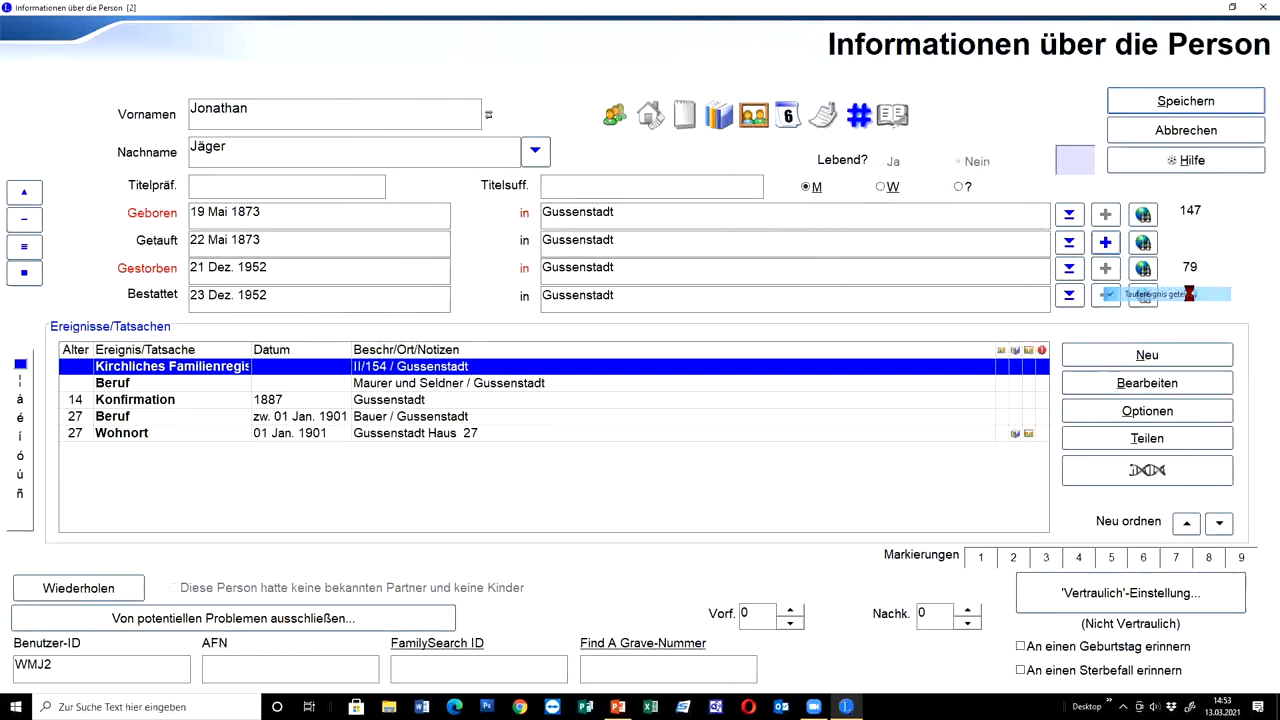 Informationen über die Person [2]
Informationen über die Person
Vornamen Jonathan
Nachname Jäger
Titelpräf. Titelsuff.
Lebend? Ja Nein
M W ?
Speichern
Abbrechen
Hilfe
Geboren 19 Mai 1873 in Gussenstadt 147
Getauft 22 Mai 1873 in Gussenstadt
Gestorben 21 Dez. 1952 in Gussenstadt 79
Bestattet 23 Dez. 1952 in Gussenstadt
Taufereignis
Ereignisse/Tatsachen
Alter Ereignis/Tatsache Datum Beschr/Ort/Notizen
Kirchliches Familienregis II/154 / Gussenstadt
Beruf Maurer und Seldner / Gussenstadt
14 Konfirmation 1887 Gussenstadt
27 Beruf zw. 01 Jan. 1901 Bauer / Gussenstadt
27 Wohnort 01 Jan. 1901 Gussenstadt Haus 27
á
é
í
ó
ú
ñ
Neu
Bearbeiten
Optionen
Teilen
Neu ordnen
Markierungen 1 2 3 4 5 6 7 8 9
Wiederholen Diese Person hatte keine bekannten Partner und keine Kinder
Von potentiellen Problemen ausschließen...
Vorf. 0 Nachk. 0
'Vertraulich'-Einstellung...
(Nicht Vertraulich)
An einen Geburtstag erinnern
An einen Sterbefall erinnern
Benutzer-ID AFN FamilySearch ID Find A Grave-Nummer
WMJ2
Zur Suche Text hier eingeben
Desktop
14:53
13.03.2021